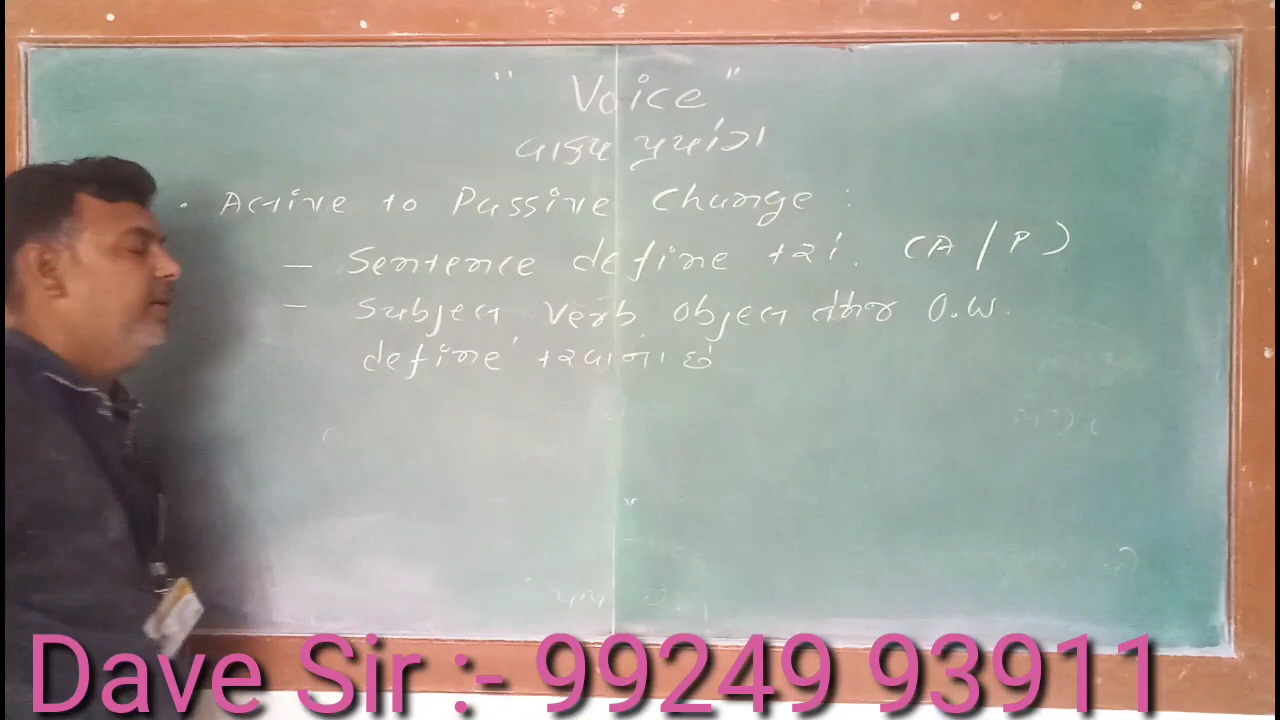 " Voice "
વાક્ય પ્રયોગ
• Active to Passive Change :
– Sentence define કરો. (A / P)
– Subject Verb Object તથા O.W.
define કરવાના છે
Dave Sir :- 99249 93911